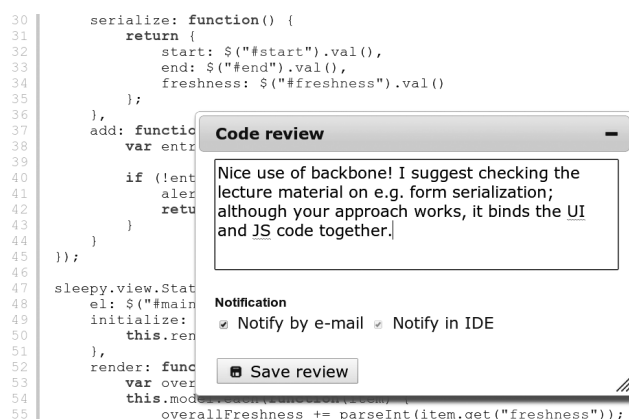 30 serialize: function() {
31 return {
32 start: $("#start").val(),
33 end: $("#end").val(),
34 freshness: $("#freshness").val()
35 };
36 },
37 add: functio
38 var entr
39
40 if (!ent
41 aler
42 retu
43 }
44 }
45 });
46
47 sleepy.view.Stat
48 el: $("#main
49 initialize:
50 this.ren
51 },
52 render: func
53 var over
54 this.model.each(function(item) {
55 overallFreshness += parseInt(item.get("freshness"));
Code review
Nice use of backbone! I suggest checking the
lecture material on e.g. form serialization;
although your approach works, it binds the UI
and JS code together.
Notification
Notify by e-mail Notify in IDE
Save review